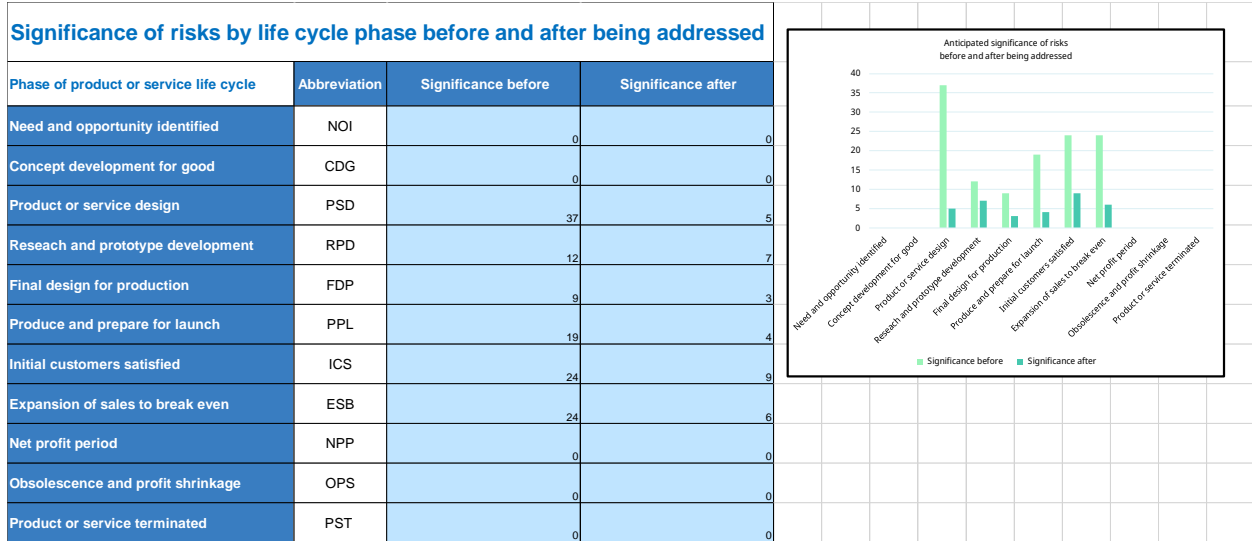 Significance of risks by life cycle phase before and after being addressed
Phase of product or service life cycle Abbreviation Significance before Significance after
Need and opportunity identified NOI 0 0
Concept development for good CDG 0 0
Product or service design PSD 37 5
Reseach and prototype development RPD 12 7
Final design for production FDP 9 3
Produce and prepare for launch PPL 19 4
Initial customers satisfied ICS 24 9
Expansion of sales to break even ESB 24 6
Net profit period NPP 0 0
Obsolescence and profit shrinkage OPS 0 0
Product or service terminated PST 0 0
Anticipated significance of risks
before and after being addressed
40
35
30
25
20
15
10
5
0
Need and opportunity identified
Concept development for good
Product or service design
Reseach and prototype development
Final design for production
Produce and prepare for launch
Initial customers satisfied
Expansion of sales to break even
Net profit period
Obsolescence and profit shrinkage
Product or service terminated
Significance before Significance after